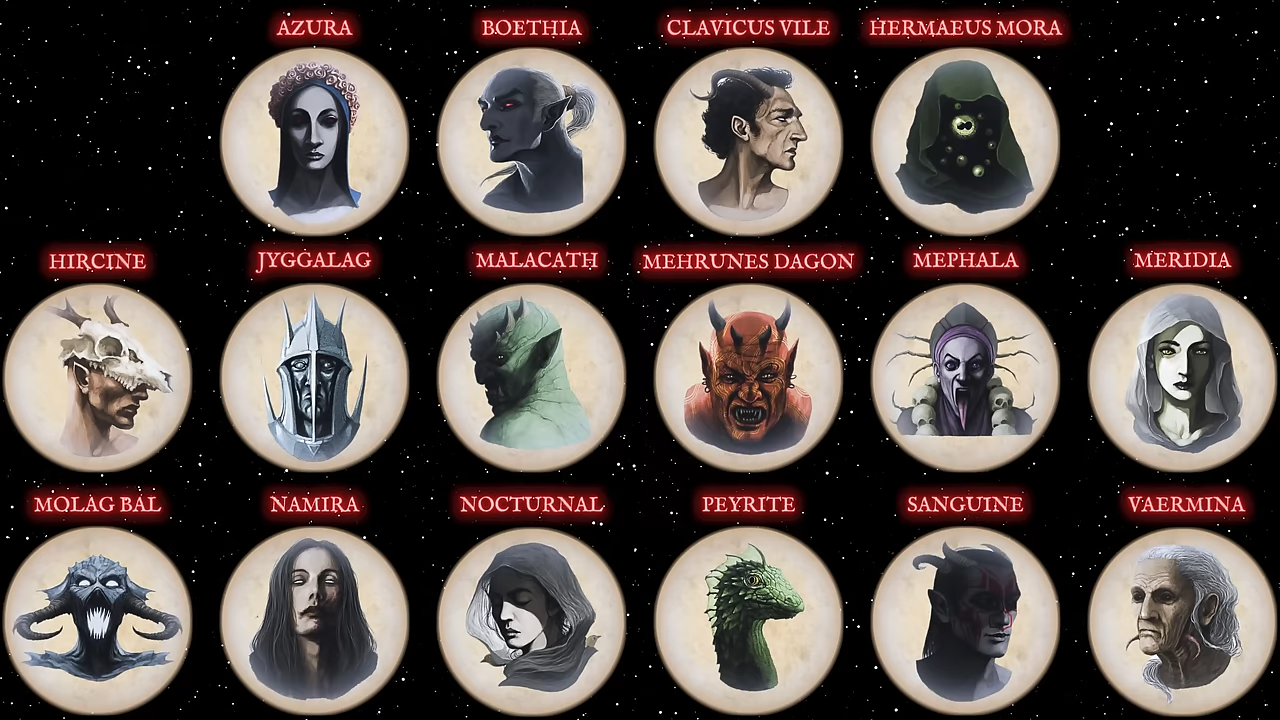 AZURA
BOETHIA
CLAVICUS VILE
HERMAEUS MORA
HIRCINE
JYGGALAG
MALACATH
MEHRUNES DAGON
MEPHALA
MERIDIA
MOLAG BAL
NAMIRA
NOCTURNAL
PEYRITE
SANGUINE
VAERMINA